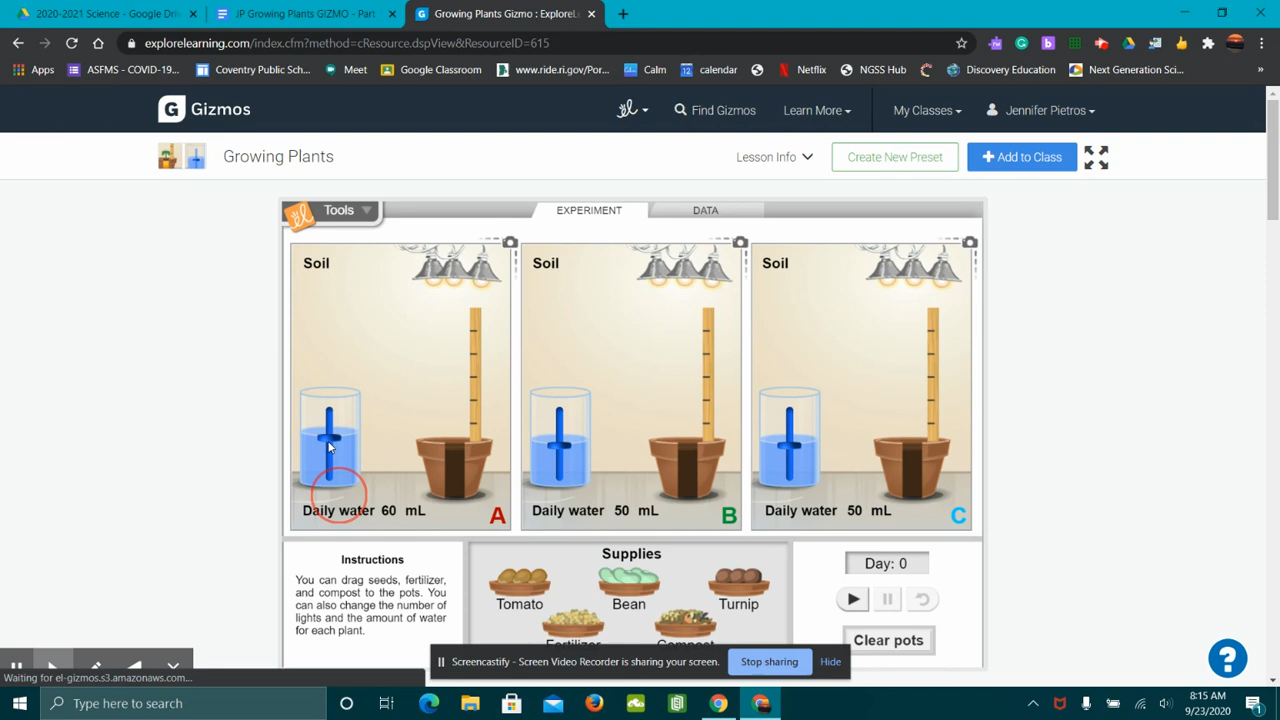 2020-2021 Science - Google Driv
JP Growing Plants GIZMO - Part
Growing Plants Gizmo : ExploreL
explorelearning.com/index.cfm?method=cResource.dspView&ResourceID=615
Apps
ASFMS - COVID-19...
Coventry Public Sch...
Meet
Google Classroom
www.ride.ri.gov/Por...
Calm
calendar
Netflix
NGSS Hub
Discovery Education
Next Generation Sci...
G Gizmos
Find Gizmos
Learn More
My Classes
Jennifer Pietros
Growing Plants
Lesson Info
Create New Preset
+ Add to Class
Tools
EXPERIMENT
DATA
Soil
Soil
Soil
Daily water 60 mL A
Daily water 50 mL B
Daily water 50 mL C
Instructions
You can drag seeds, fertilizer,
and compost to the pots. You
can also change the number of
lights and the amount of water
for each plant.
Supplies
Tomato
Bean
Turnip
Fertilizer
Compost
Day: 0
Clear pots
Screencastify - Screen Video Recorder is sharing your screen.
Stop sharing
Hide
?
Waiting for el-gizmos.s3.amazonaws.com...
Type here to search
8:15 AM
9/23/2020